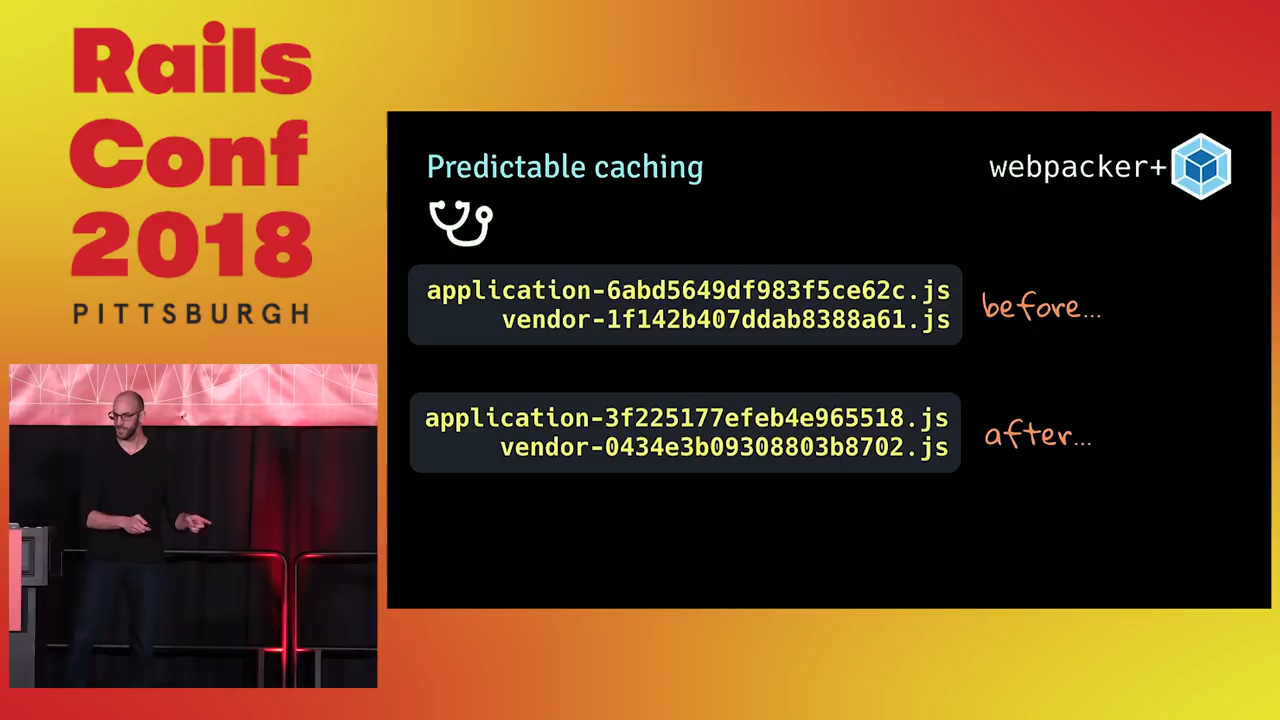 Rails
Conf
2018
PITTSBURGH
Predictable caching
webpacker+
application-6abd5649df983f5ce62c.js
vendor-1f142b407ddab8388a61.js
before...
application-3f225177efeb4e965518.js
vendor-0434e3b09308803b8702.js
after...